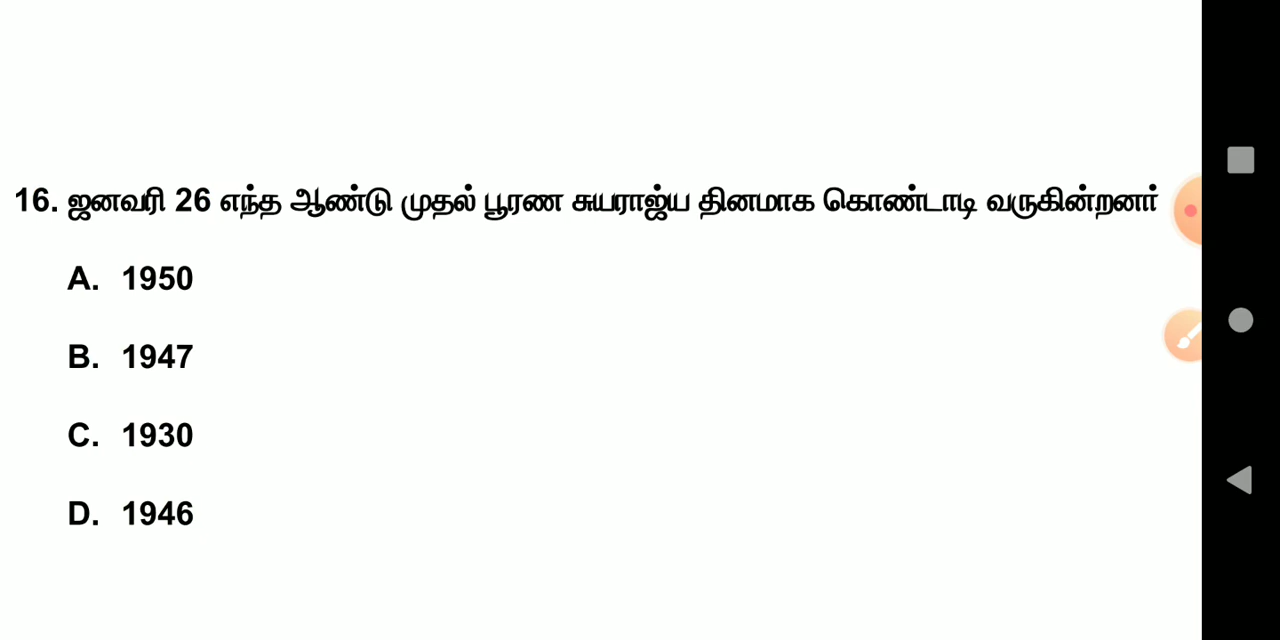 16. ஜனவரி 26 எந்த ஆண்டு முதல் பூரண சுயராஜ்ய தினமாக கொண்டாடி வருகின்றனர்
A. 1950
B. 1947
C. 1930
D. 1946